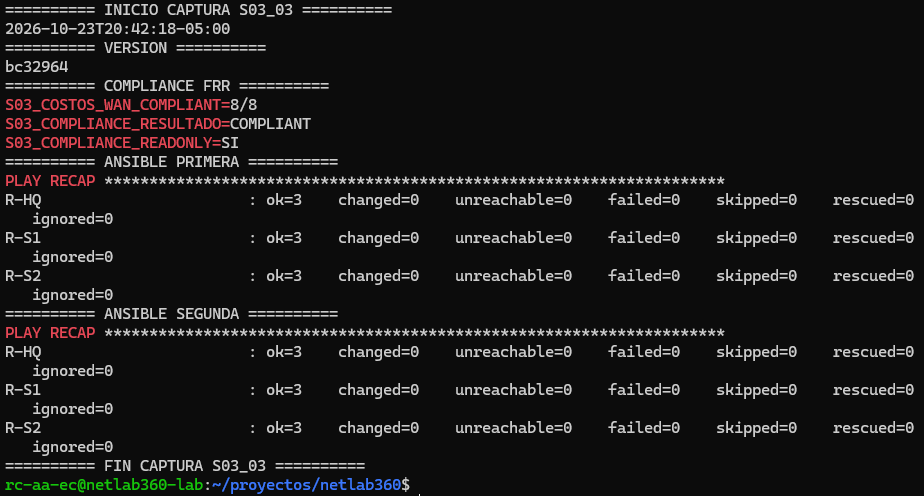 ========== INICIO CAPTURA S03_03 ==========
2026-10-23T20:42:18-05:00
========== VERSION ==========
bc32964
========== COMPLIANCE FRR ==========
S03_COSTOS_WAN_COMPLIANT=8/8
S03_COMPLIANCE_RESULTADO=COMPLIANT
S03_COMPLIANCE_READONLY=SI
========== ANSIBLE PRIMERA ==========
PLAY RECAP *********************************************************************
R-HQ                       : ok=3    changed=0    unreachable=0    failed=0    skipped=0    rescued=0
   ignored=0
R-S1                       : ok=3    changed=0    unreachable=0    failed=0    skipped=0    rescued=0
   ignored=0
R-S2                       : ok=3    changed=0    unreachable=0    failed=0    skipped=0    rescued=0
   ignored=0
========== ANSIBLE SEGUNDA ==========
PLAY RECAP *********************************************************************
R-HQ                       : ok=3    changed=0    unreachable=0    failed=0    skipped=0    rescued=0
   ignored=0
R-S1                       : ok=3    changed=0    unreachable=0    failed=0    skipped=0    rescued=0
   ignored=0
R-S2                       : ok=3    changed=0    unreachable=0    failed=0    skipped=0    rescued=0
   ignored=0
========== FIN CAPTURA S03_03 ==========
rc-aa-ec@netlab360-lab:~/proyectos/netlab360$